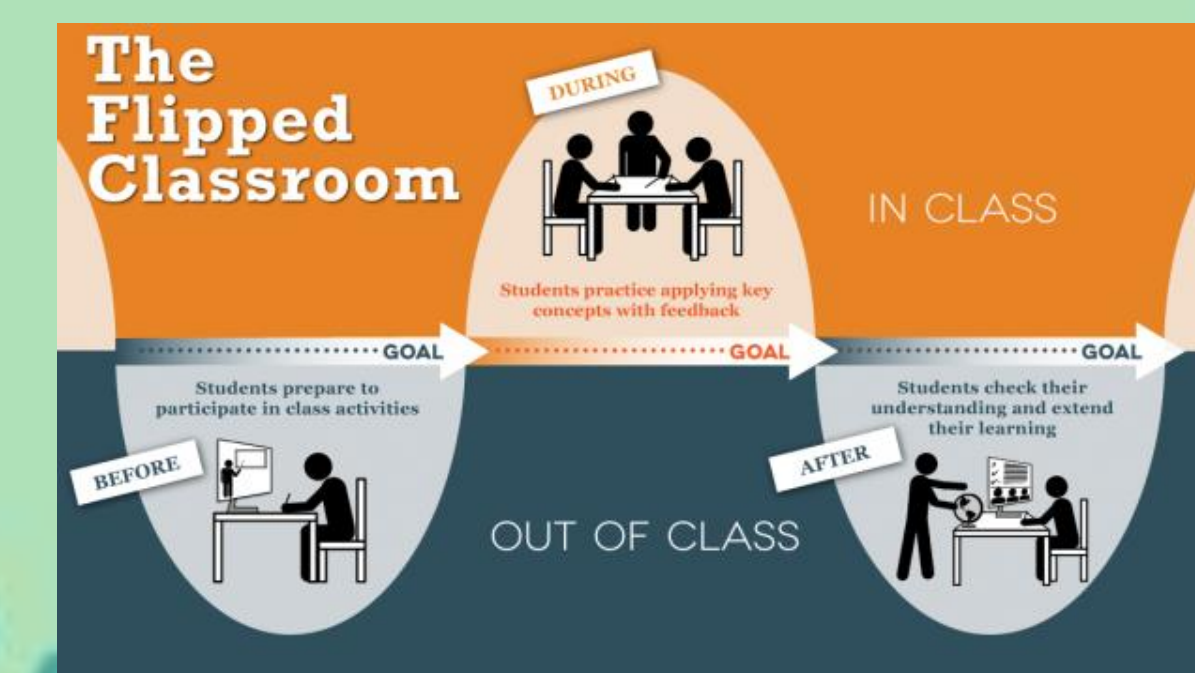 The
Flipped
Classroom
DURING
IN CLASS
Students practice applying key
concepts with feedback
GOAL
GOAL
GOAL
Students prepare to
participate in class activities
BEFORE
OUT OF CLASS
Students check their
understanding and extend
their learning
AFTER